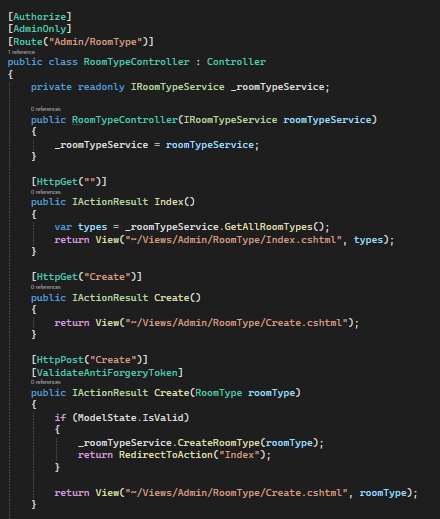 [Authorize]
[AdminOnly]
[Route("Admin/RoomType")]
1 reference
public class RoomTypeController : Controller
{
private readonly IRoomTypeService _roomTypeService;
0 references
public RoomTypeController(IRoomTypeService roomTypeService)
{
_roomTypeService = roomTypeService;
}
[HttpGet("")]
0 references
public IActionResult Index()
{
var types = _roomTypeService.GetAllRoomTypes();
return View("~/Views/Admin/RoomType/Index.cshtml", types);
}
[HttpGet("Create")]
0 references
public IActionResult Create()
{
return View("~/Views/Admin/RoomType/Create.cshtml");
}
[HttpPost("Create")]
[ValidateAntiForgeryToken]
0 references
public IActionResult Create(RoomType roomType)
{
if (ModelState.IsValid)
{
_roomTypeService.CreateRoomType(roomType);
return RedirectToAction("Index");
}
return View("~/Views/Admin/RoomType/Create.cshtml", roomType);
}